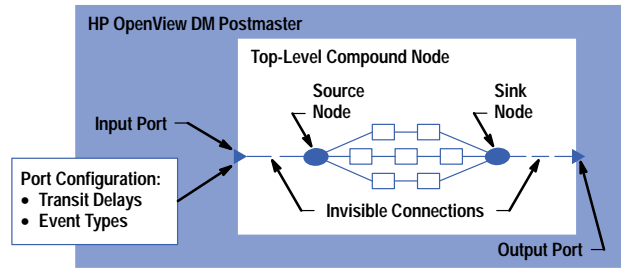 HP OpenView DM Postmaster
Top-Level Compound Node
Source
Node
Sink
Node
Input Port
Port Configuration:
• Transit Delays
• Event Types
Invisible Connections
Output Port